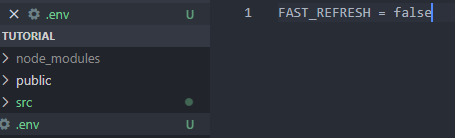 .env U
TUTORIAL
node_modules
public
src
.env U
1 FAST_REFRESH = false